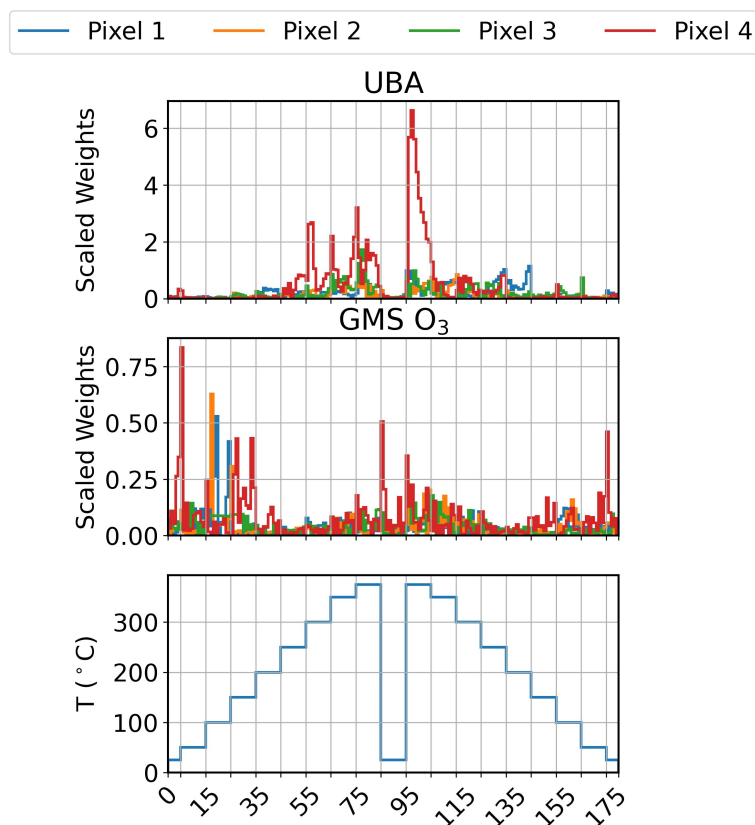 Pixel 1 Pixel 2 Pixel 3 Pixel 4
UBA
Scaled Weights
6
4
2
0
GMS O₃
Scaled Weights
0.75
0.50
0.25
0.00
T (°C)
300
200
100
0
0 15 35 55 75 95 115 135 155 175